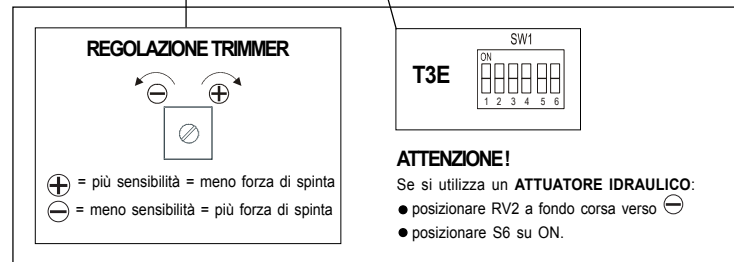 REGOLAZIONE TRIMMER
⊖ ⊕
⊕ = più sensibilità = meno forza di spinta
⊖ = meno sensibilità = più forza di spinta
SW1
T3E
ON
1 2 3 4 5 6
ATTENZIONE!
Se si utilizza un ATTUATORE IDRAULICO:
● posizionare RV2 a fondo corsa verso ⊖
● posizionare S6 su ON.